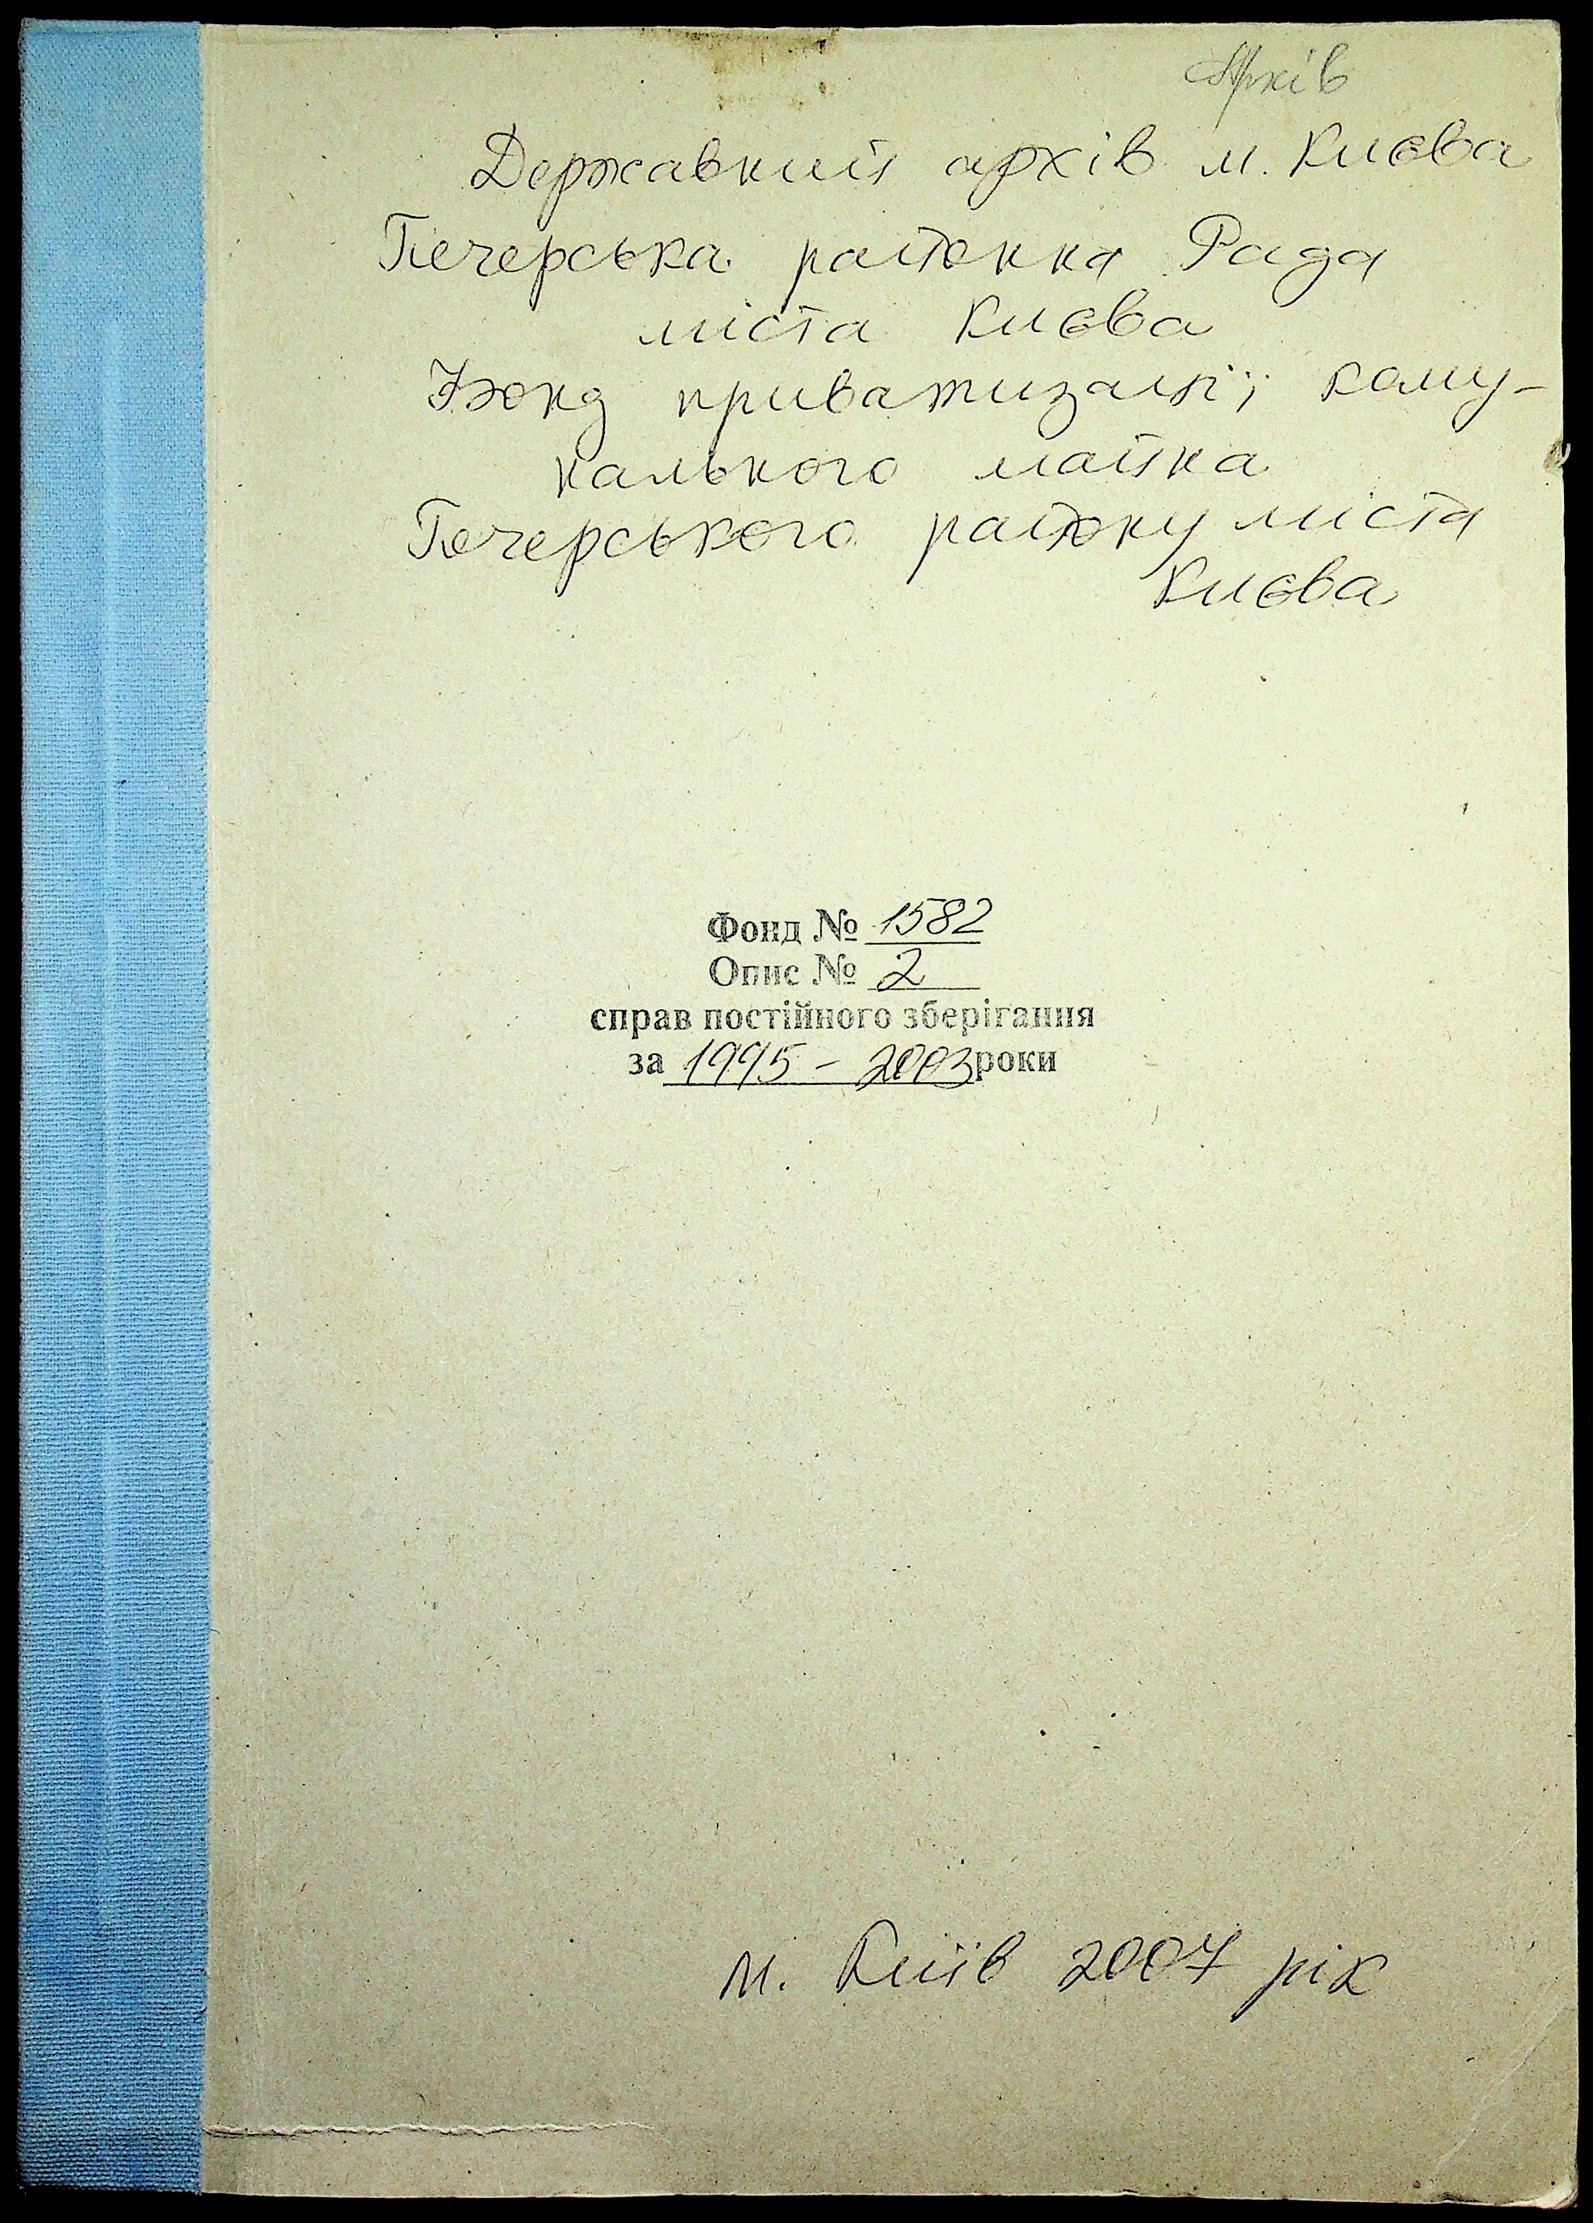 Архів
Державний архів м. Києва
Печерська районна Рада
міста Києва
Фонд приватизації кому-
нального майна
Печерського району міста
Києва
Фонд № 1582
Опис № 2
справ постійного зберігання
за 1995 - 2003 роки
м. Київ 2007 рік